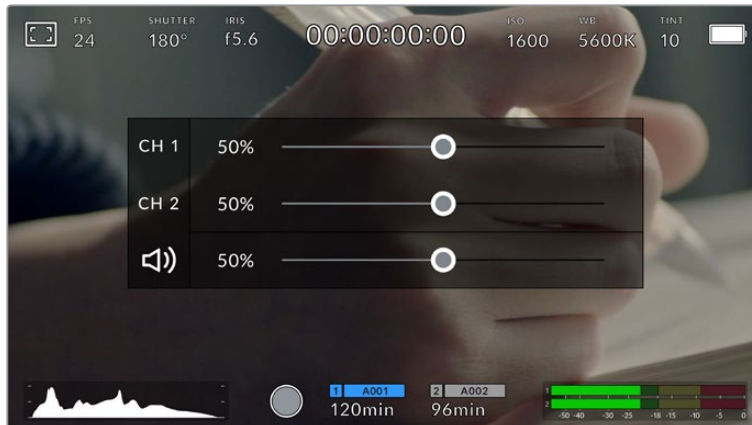 FPS SHUTTER IRIS ISO WB TINT
24 180° f5.6 00:00:00:00 1600 5600K 10
CH 1 50%
CH 2 50%
50%
1 A001 2 A002
120min 96min
1
2
-50 -40 -30 -25 -18 -15 -10 -5 0